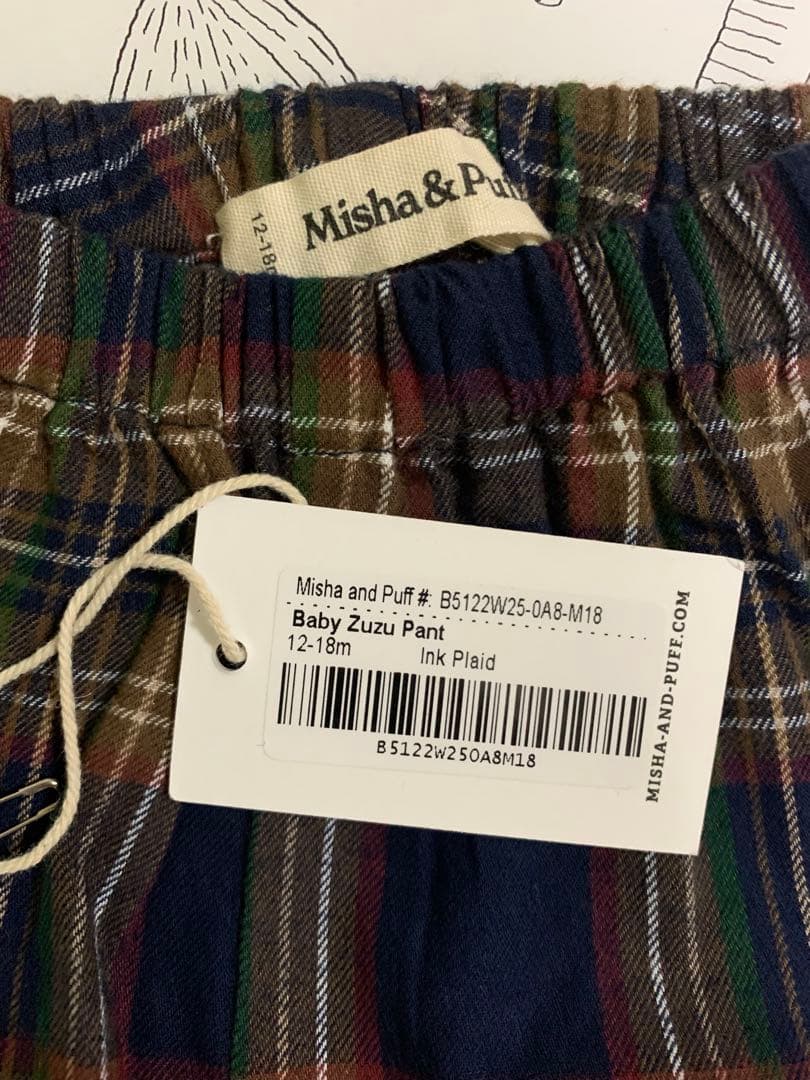 Misha & Puff
12-18m
Misha and Puff #: B5122W25-0A8-M18
Baby Zuzu Pant
12-18m Ink Plaid
B5122W250A8M18
MISHA-AND-PUFF.COM